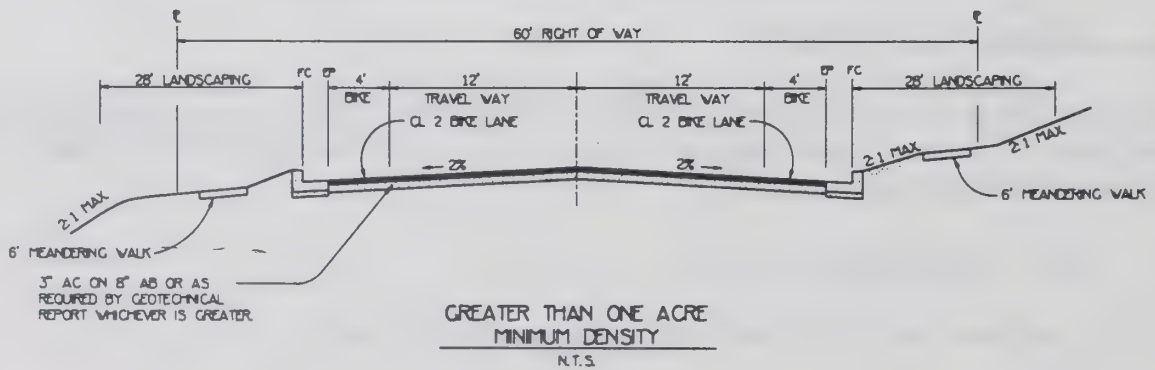 ℄ ℄
60' RIGHT OF WAY
28' LANDSCAPING FC EP 4' 12' 12' 4' EP FC 28' LANDSCAPING
BIKE TRAVEL WAY TRAVEL WAY BIKE
CL 2 BIKE LANE CL 2 BIKE LANE
2% 2%
2:1 MAX 2:1 MAX 2:1 MAX
6' MEANDERING WALK 6' MEANDERING WALK
3" AC ON 8" AB OR AS
REQUIRED BY GEOTECHNICAL
REPORT WHICHEVER IS GREATER.
GREATER THAN ONE ACRE
MINIMUM DENSITY
N.T.S.